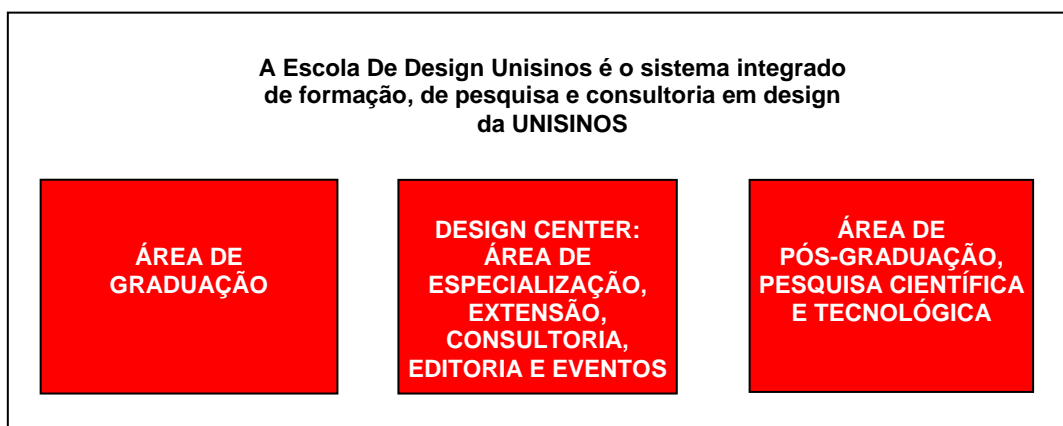 A Escola De Design Unisinos é o sistema integrado
de formação, de pesquisa e consultoria em design
da UNISINOS
ÁREA DE
GRADUAÇÃO
DESIGN CENTER:
ÁREA DE
ESPECIALIZAÇÃO,
EXTENSÃO,
CONSULTORIA,
EDITORIA E EVENTOS
ÁREA DE
PÓS-GRADUAÇÃO,
PESQUISA CIENTÍFICA
E TECNOLÓGICA